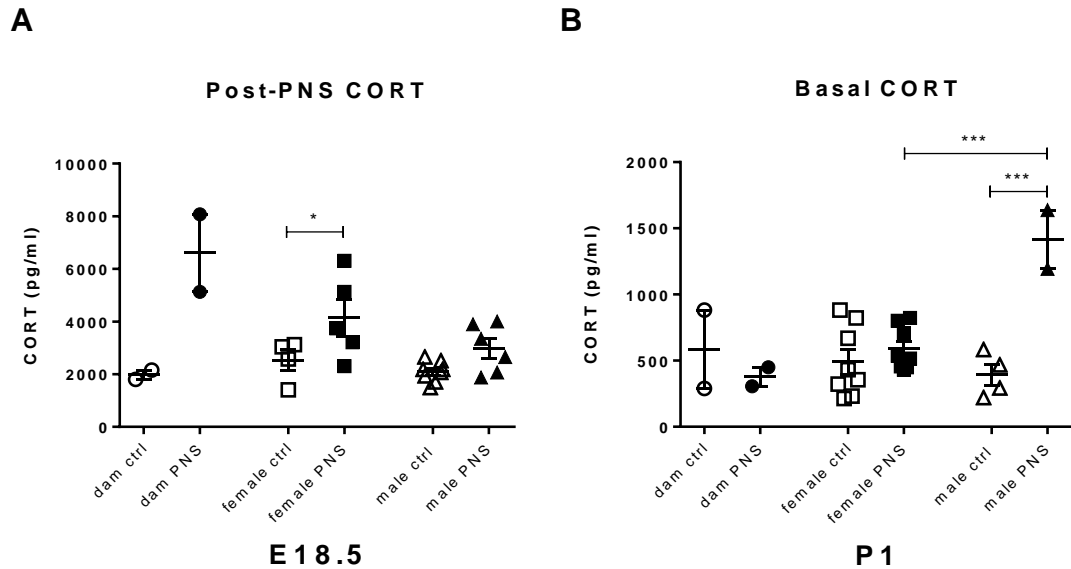 A
Post-PNS CORT
CORT (pg/ml)
10000
8000
6000
4000
2000
0
*
dam ctrl
dam PNS
female ctrl
female PNS
male ctrl
male PNS
E18.5
B
Basal CORT
CORT (pg/ml)
2000
1500
1000
500
0
***
***
dam ctrl
dam PNS
female ctrl
female PNS
male ctrl
male PNS
P1